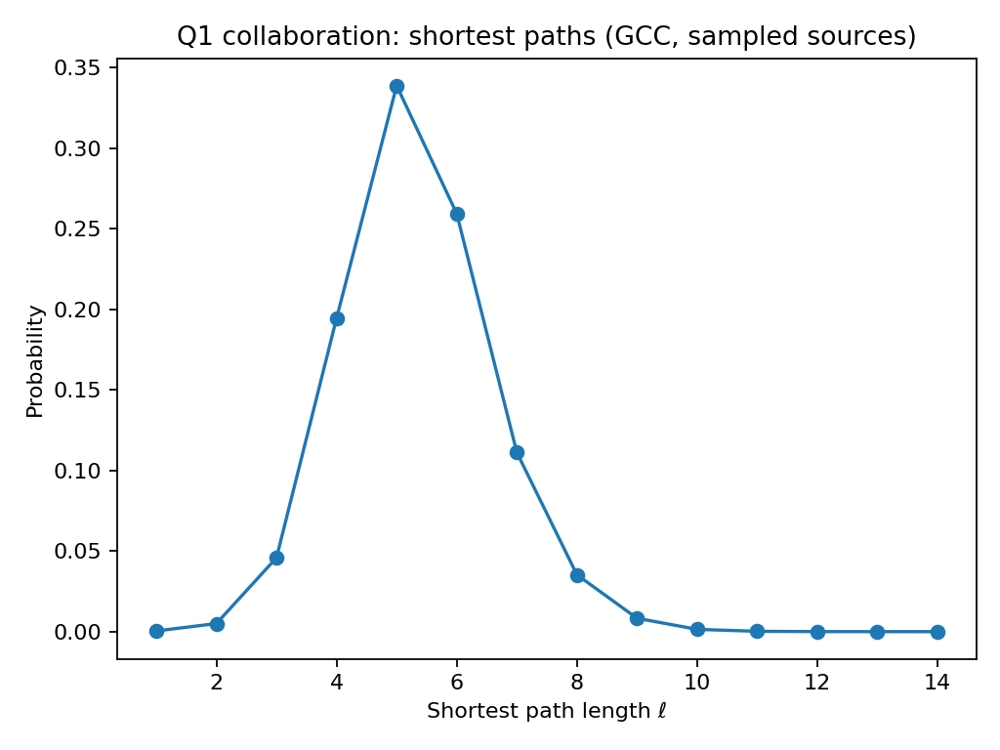 Q1 collaboration: shortest paths (GCC, sampled sources)
0.35
0.30
0.25
0.20
0.15
0.10
0.05
0.00
Probability
2 4 6 8 10 12 14
Shortest path length ℓ